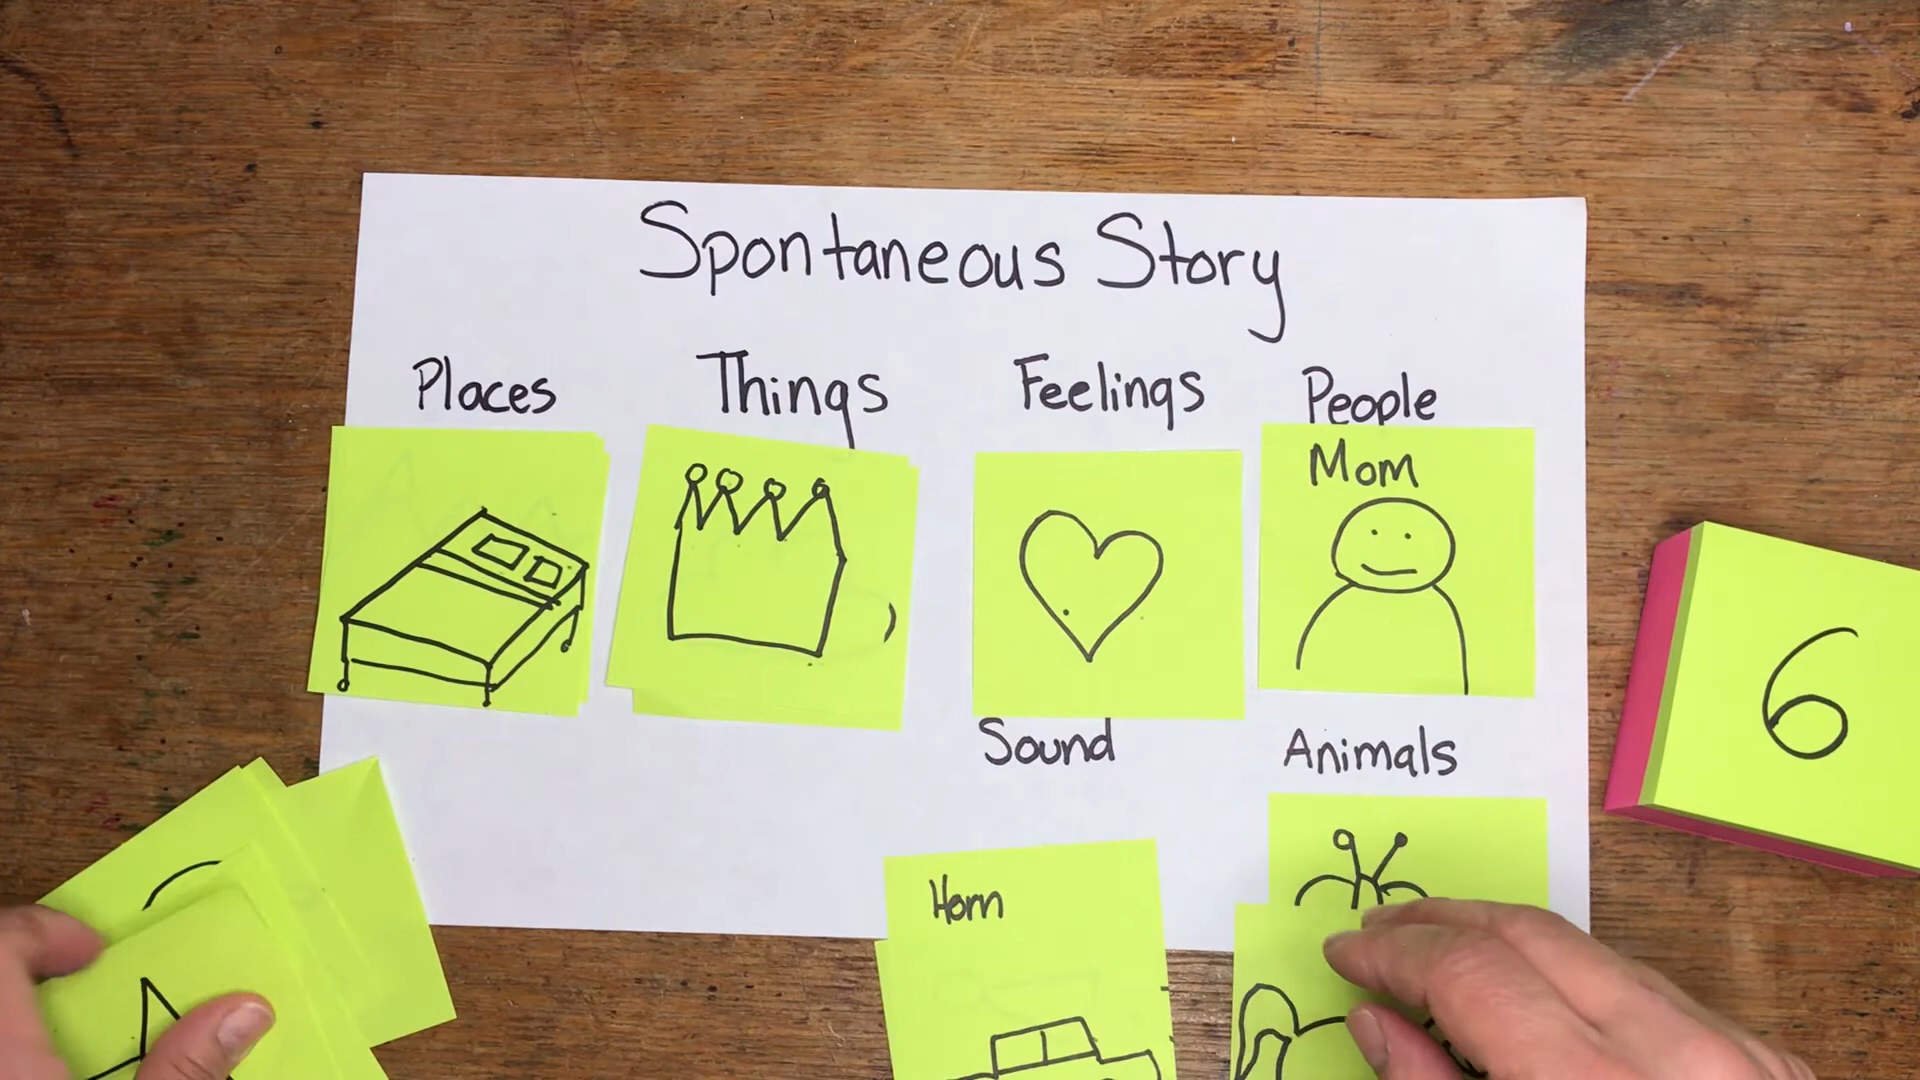 Spontaneous Story
Places Things Feelings People
Mom
Sound Animals
Horn
6